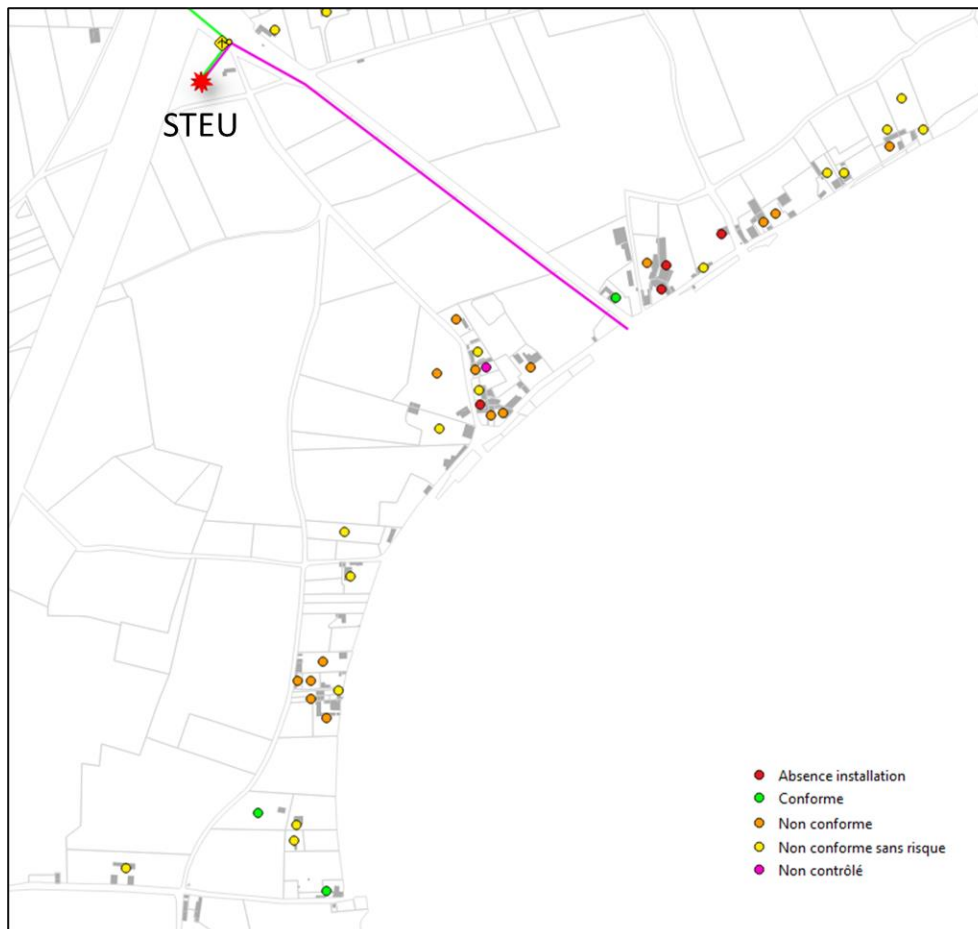 STEU
Absence installation
Conforme
Non conforme
Non conforme sans risque
Non contrôlé